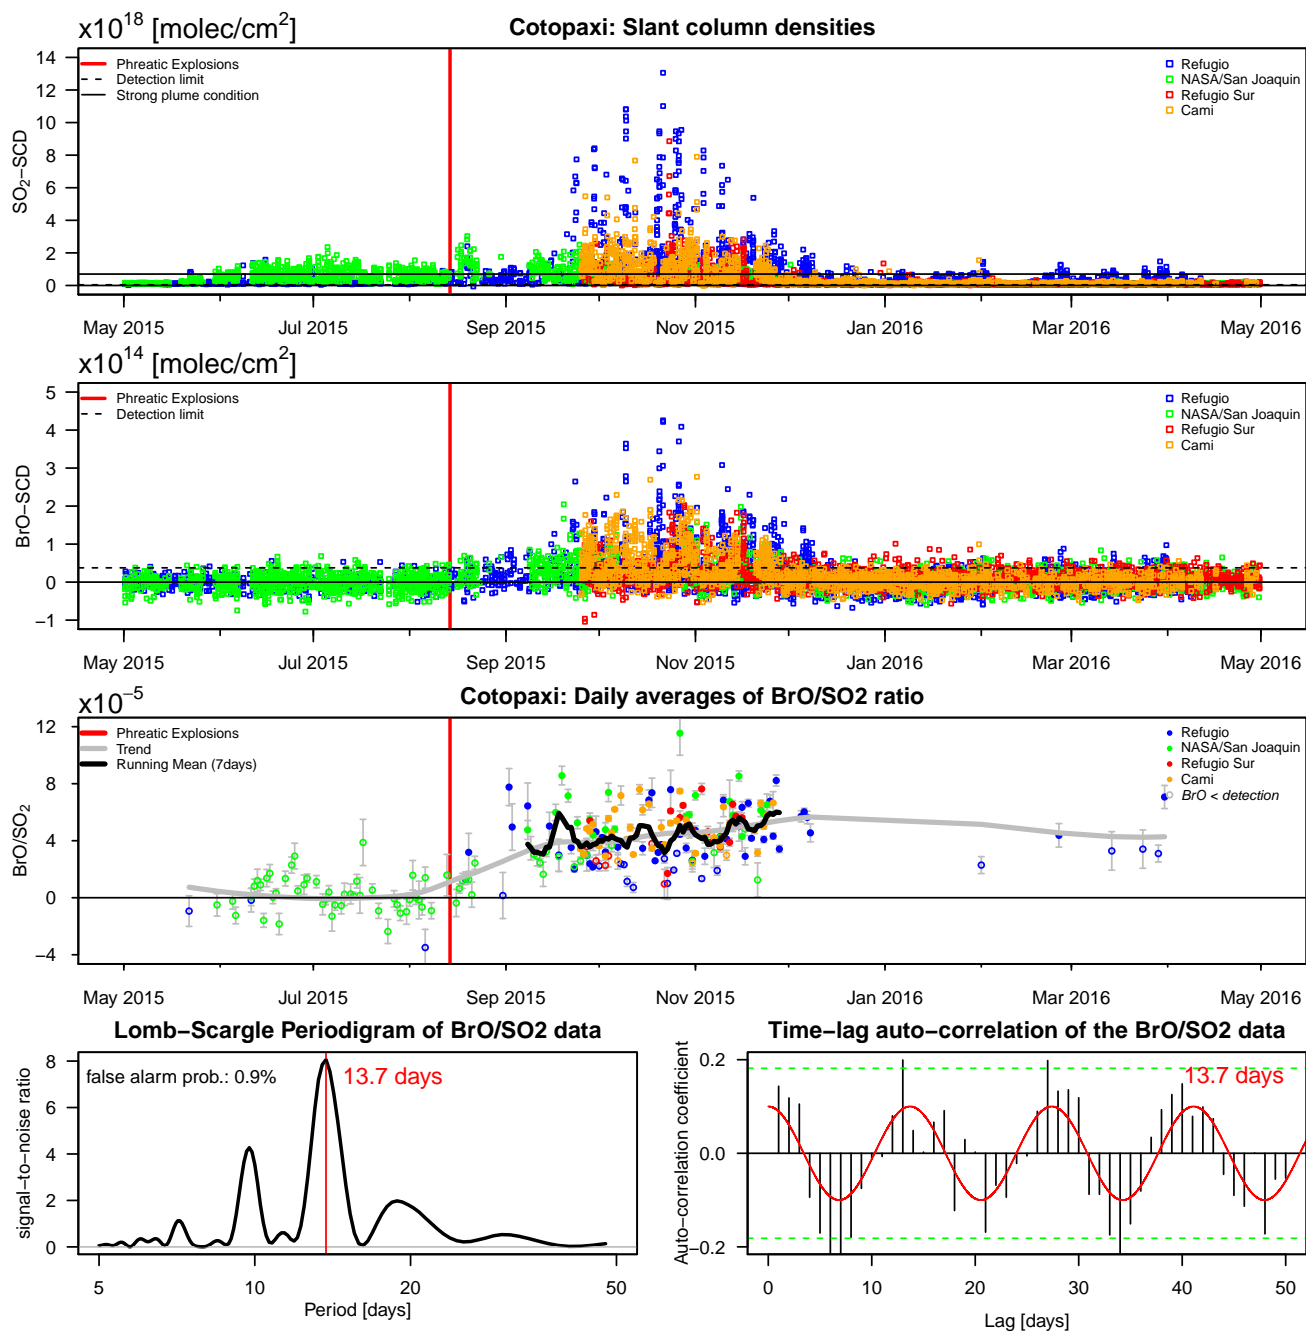 x10^18 [molec/cm^2]
Cotopaxi: Slant column densities
Phreatic Explosions
Detection limit
Strong plume condition
Refugio
NASA/San Joaquin
Refugio Sur
Cami
SO₂−SCD
14
12
10
8
6
4
2
0
May 2015 Jul 2015 Sep 2015 Nov 2015 Jan 2016 Mar 2016 May 2016
x10^14 [molec/cm^2]
Phreatic Explosions
Detection limit
Refugio
NASA/San Joaquin
Refugio Sur
Cami
BrO−SCD
5
4
3
2
1
0
−1
May 2015 Jul 2015 Sep 2015 Nov 2015 Jan 2016 Mar 2016 May 2016
x10^−5
Cotopaxi: Daily averages of BrO/SO2 ratio
Phreatic Explosions
Trend
Running Mean (7days)
Refugio
NASA/San Joaquin
Refugio Sur
Cami
BrO < detection
BrO/SO₂
12
8
4
0
−4
May 2015 Jul 2015 Sep 2015 Nov 2015 Jan 2016 Mar 2016 May 2016
Lomb−Scargle Periodigram of BrO/SO2 data
false alarm prob.: 0.9%
13.7 days
signal−to−noise ratio
8
6
4
2
0
5 10 20 50
Period [days]
Time−lag auto−correlation of the BrO/SO2 data
13.7 days
Auto−correlation coefficient
0.2
0.0
−0.2
0 10 20 30 40 50
Lag [days]